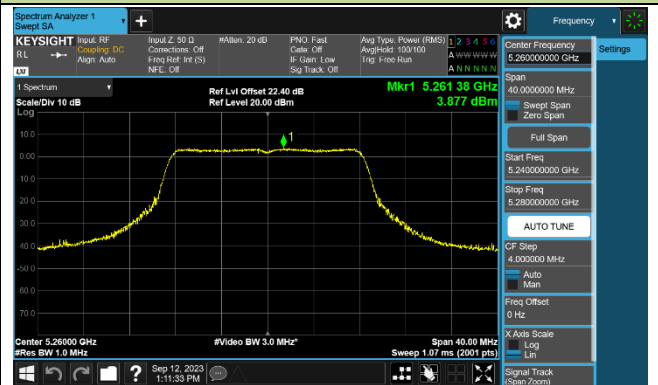 Spectrum Analyzer 1
Swept SA
+
Frequency
KEYSIGHT Input: RF Input Z: 50 Ω #Atten: 20 dB PNO: Fast Avg Type: Power (RMS) 1 2 3 4 5 6
RL Coupling: DC Corrections: Off Gate: Off Avg|Hold: 100/100 A W W W W W
Align: Auto Freq Ref: Int (S) IF Gain: Low Trig: Free Run
LXI NFE: Off Sig Track: Off A N N N N N
1 Spectrum
Ref Lvl Offset 22.40 dB Mkr1 5.261 38 GHz
Scale/Div 10 dB Ref Level 20.00 dBm 3.877 dBm
Log
10.0
1
0.00
-10.0
-20.0
-30.0
-40.0
-50.0
-60.0
-70.0
Center 5.26000 GHz #Video BW 3.0 MHz* Span 40.00 MHz
#Res BW 1.0 MHz Sweep 1.07 ms (2001 pts)
?
Sep 12, 2023
1:11:33 PM
Center Frequency
5.260000000 GHz
Settings
Span
40.0000000 MHz
Swept Span
Zero Span
Full Span
Start Freq
5.240000000 GHz
Stop Freq
5.280000000 GHz
AUTO TUNE
CF Step
4.000000 MHz
Auto
Man
Freq Offset
0 Hz
X Axis Scale
Log
Lin
Signal Track
(Span Zoom)